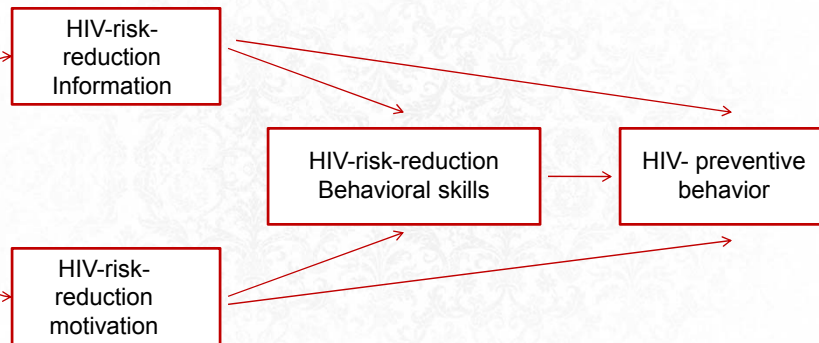 HIV-risk-
reduction
Information
HIV-risk-reduction
Behavioral skills
HIV- preventive
behavior
HIV-risk-
reduction
motivation